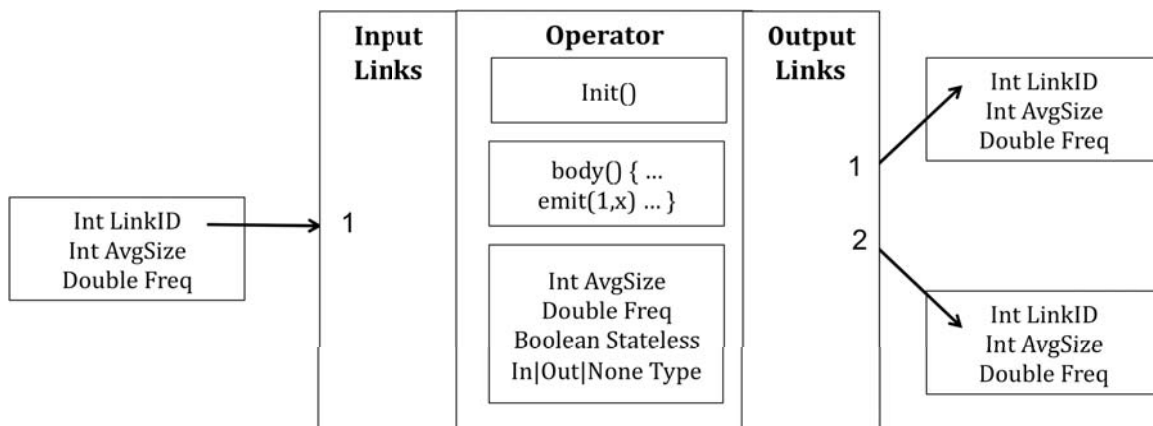 Input
Links
Operator
Output
Links
Init()
body() { ...
emit(1,x) ... }
Int AvgSize
Double Freq
Boolean Stateless
In|Out|None Type
Int LinkID
Int AvgSize
Double Freq
1
1
2
Int LinkID
Int AvgSize
Double Freq
Int LinkID
Int AvgSize
Double Freq